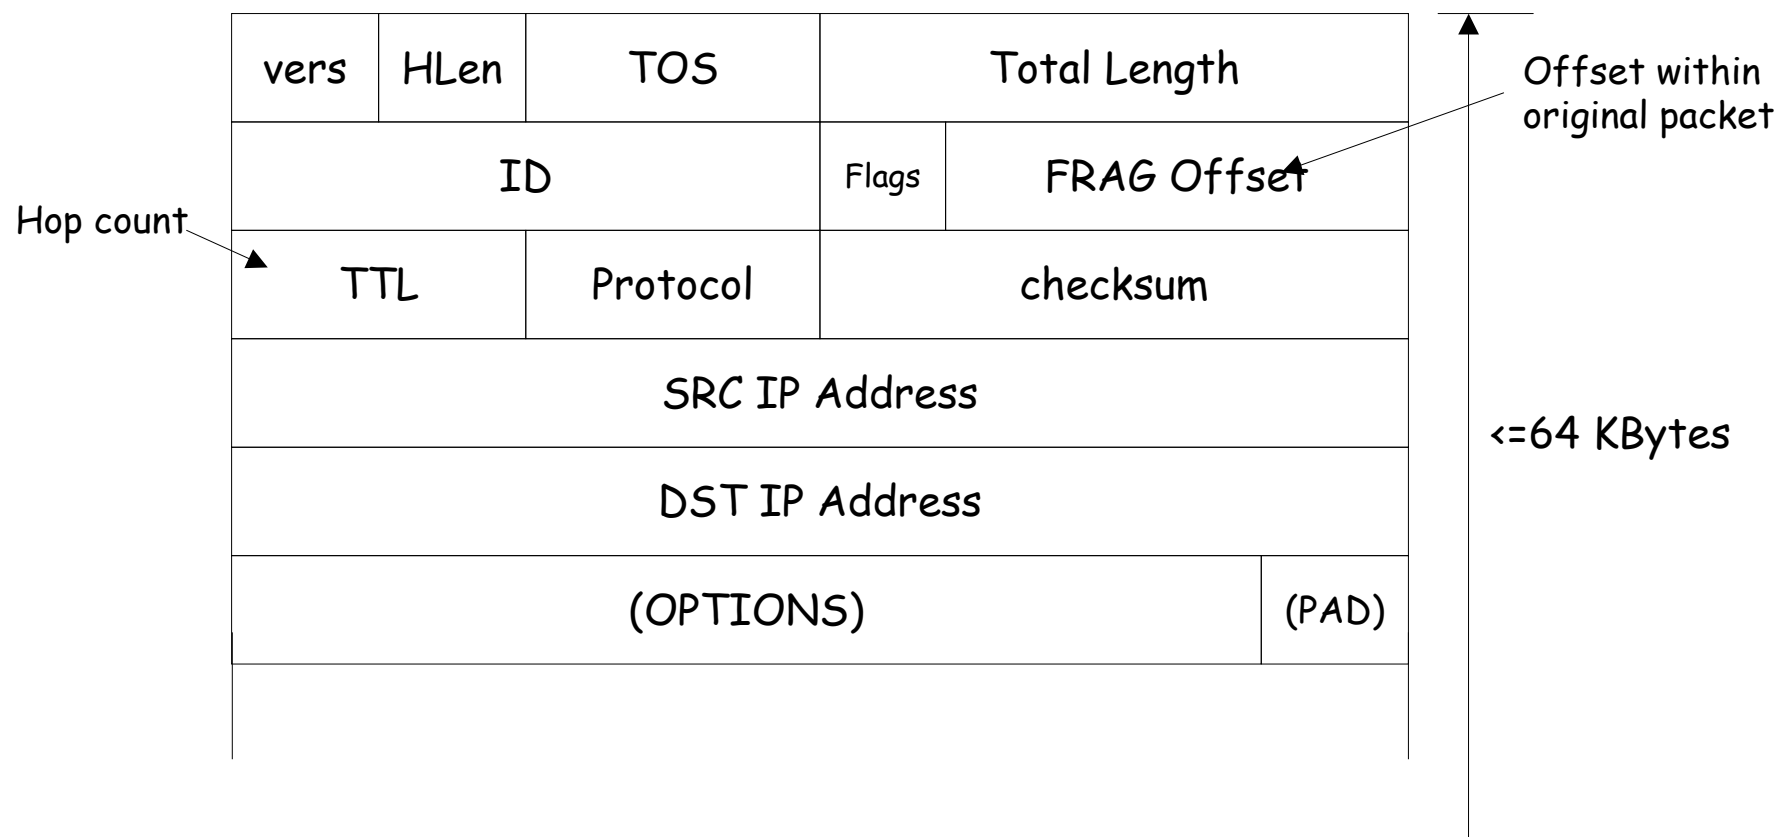 vers HLen TOS Total Length
Offset within
original packet
ID Flags FRAG Offset
Hop count
TTL Protocol checksum
SRC IP Address
<=64 KBytes
DST IP Address
(OPTIONS) (PAD)